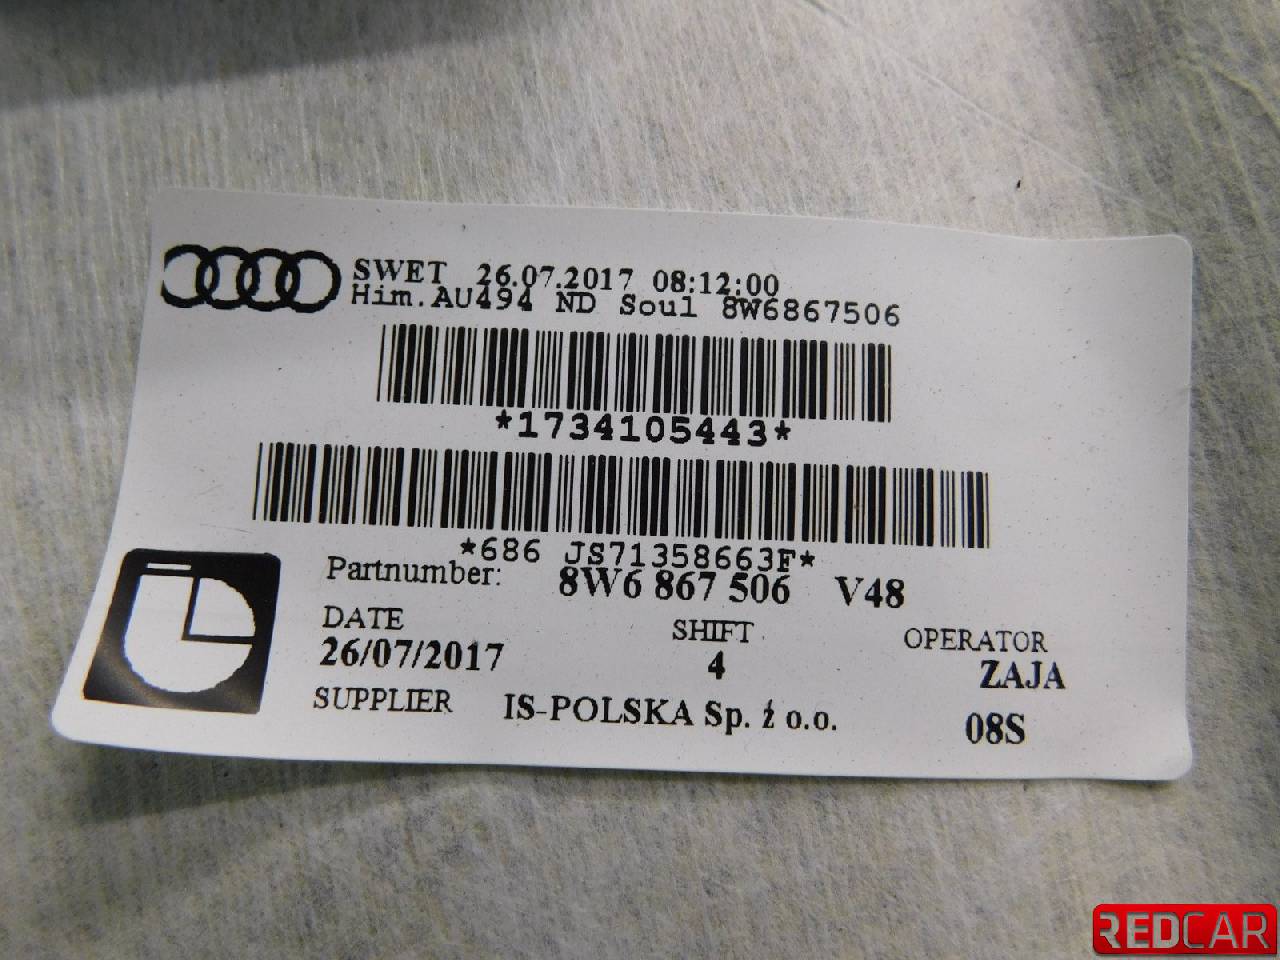 SWET 26.07.2017 08:12:00
Him.AU494 ND Soul 8W6867506
*1734105443*
*686 JS71358663F*
Partnumber: 8W6 867 506 V48
DATE SHIFT OPERATOR
26/07/2017 4 ZAJA
SUPPLIER IS-POLSKA Sp. ź o.o. 08S
REDCAR